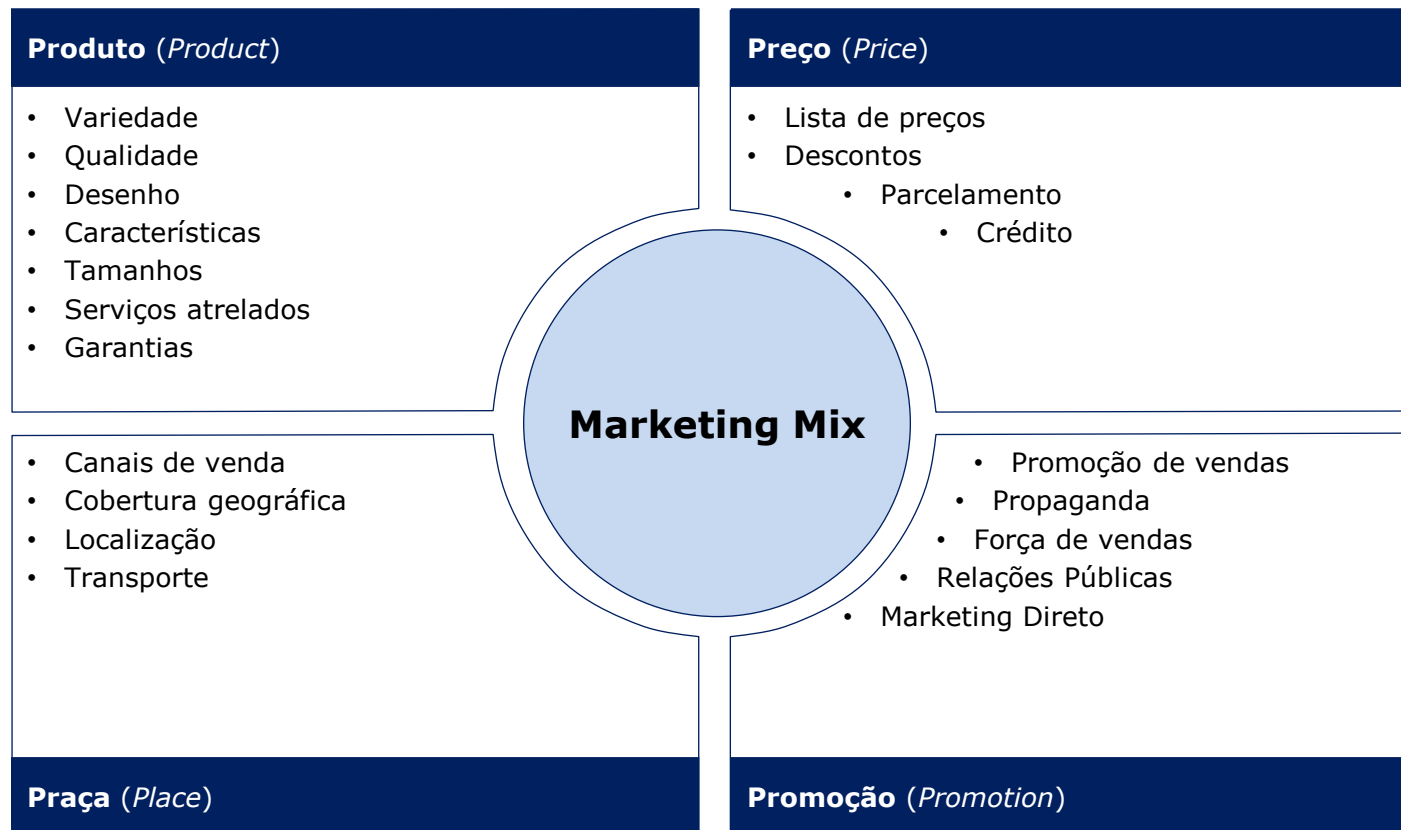 Produto (Product)
• Variedade
• Qualidade
• Desenho
• Características
• Tamanhos
• Serviços atrelados
• Garantias
Preço (Price)
• Lista de preços
• Descontos
• Parcelamento
• Crédito
Marketing Mix
• Canais de venda
• Cobertura geográfica
• Localização
• Transporte
Praça (Place)
• Promoção de vendas
• Propaganda
• Força de vendas
• Relações Públicas
• Marketing Direto
Promoção (Promotion)